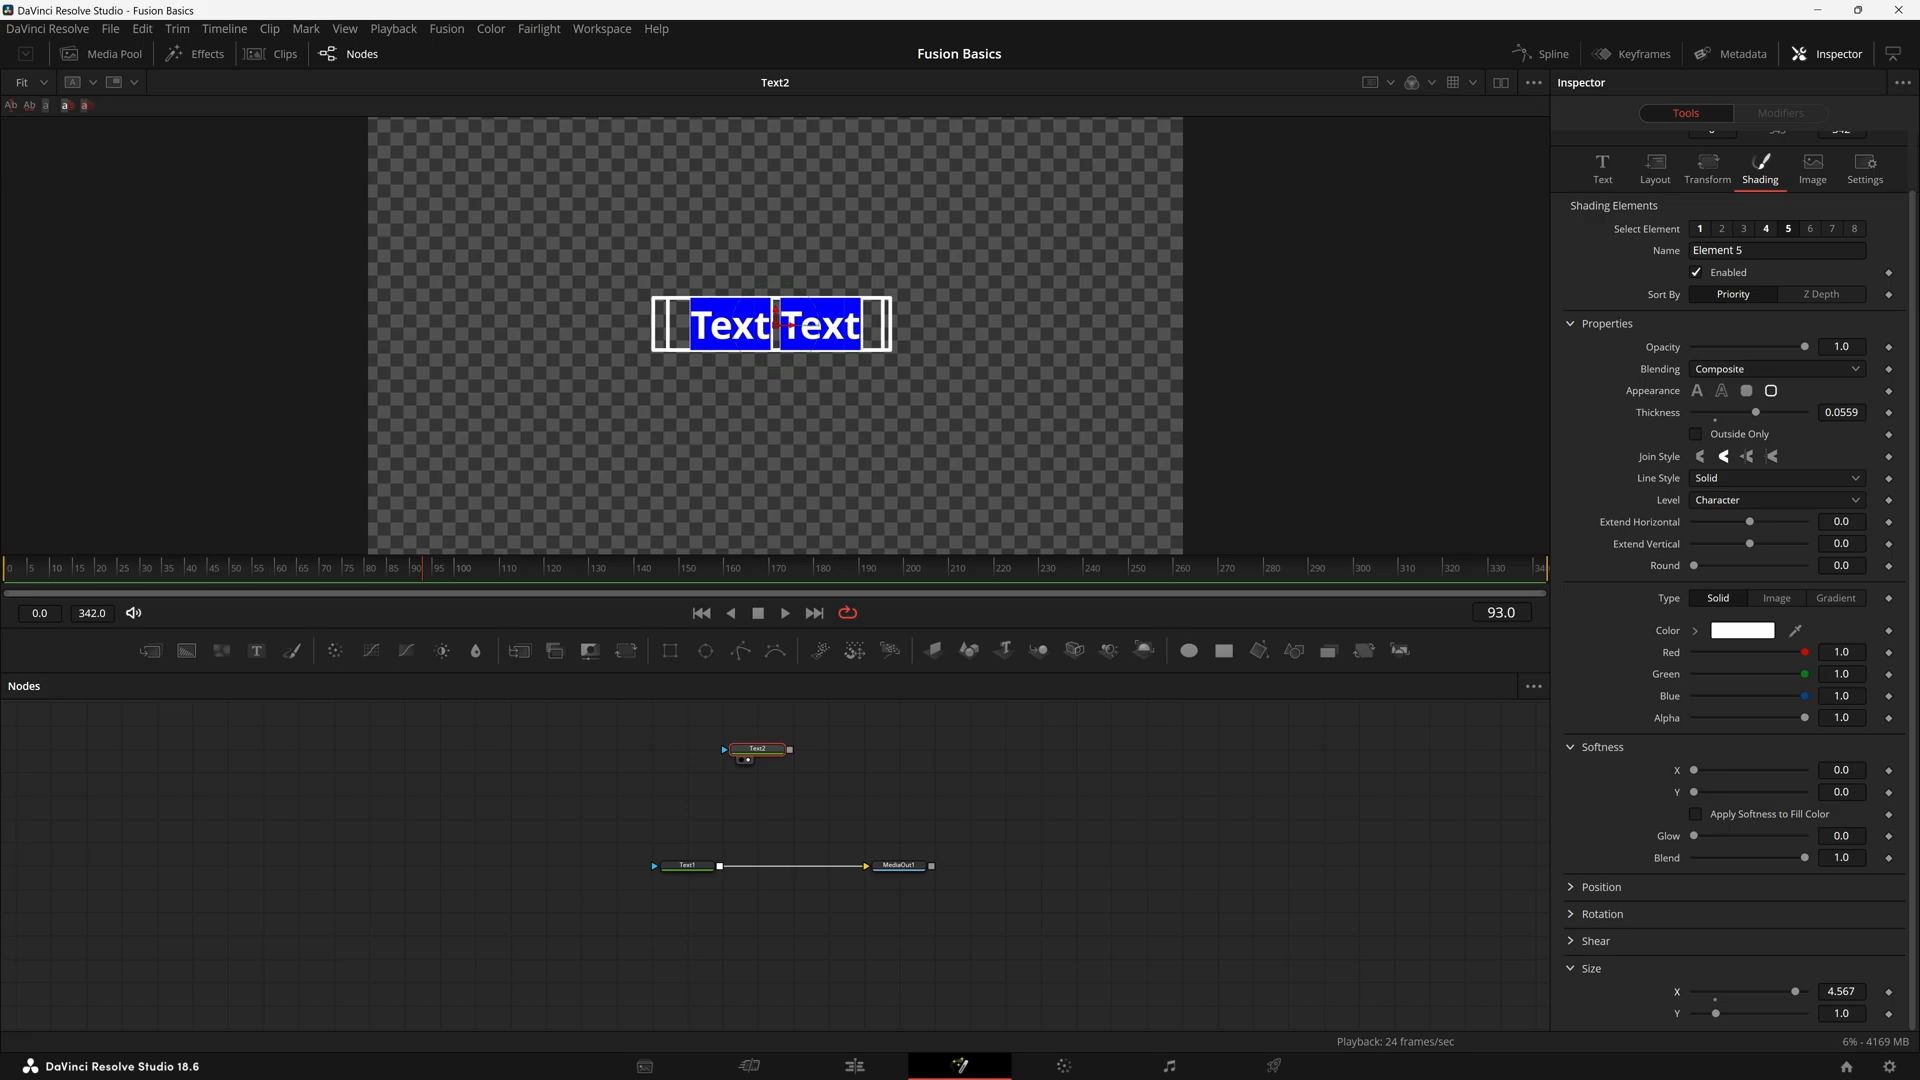 DaVinci Resolve Studio - Fusion Basics
DaVinci Resolve File Edit Trim Timeline Clip Mark View Playback Fusion Color Fairlight Workspace Help
Media Pool Effects Clips Nodes Fusion Basics Spline Keyframes Metadata Inspector
Fit Text2 Inspector
Tools Modifiers
Text Layout Transform Shading Image Settings
Shading Elements
Select Element 1 2 3 4 5 6 7 8
Name Element 5
Enabled
Sort By Priority Z Depth
Properties
Text Text
Opacity 1.0
Blending Composite
Appearance
Thickness 0.0559
Outside Only
Join Style
Line Style Solid
Level Character
Extend Horizontal 0.0
Extend Vertical 0.0
Round 0.0
0 5 10 15 20 25 30 35 40 45 50 55 60 65 70 75 80 85 90 95 100 110 120 130 140 150 160 170 180 190 200 210 220 230 240 250 260 270 280 290 300 310 320 330
Type Solid Image Gradient
0.0 342.0 93.0
Color
Red 1.0
Green 1.0
Blue 1.0
Alpha 1.0
Nodes
Softness
Text2
X 0.0
Y 0.0
Apply Softness to Fill Color
Glow 0.0
Blend 1.0
Text1 MediaOut1
Position
Rotation
Shear
Size
X 4.567
Y 1.0
Playback: 24 frames/sec 6% - 4169 MB
DaVinci Resolve Studio 18.6